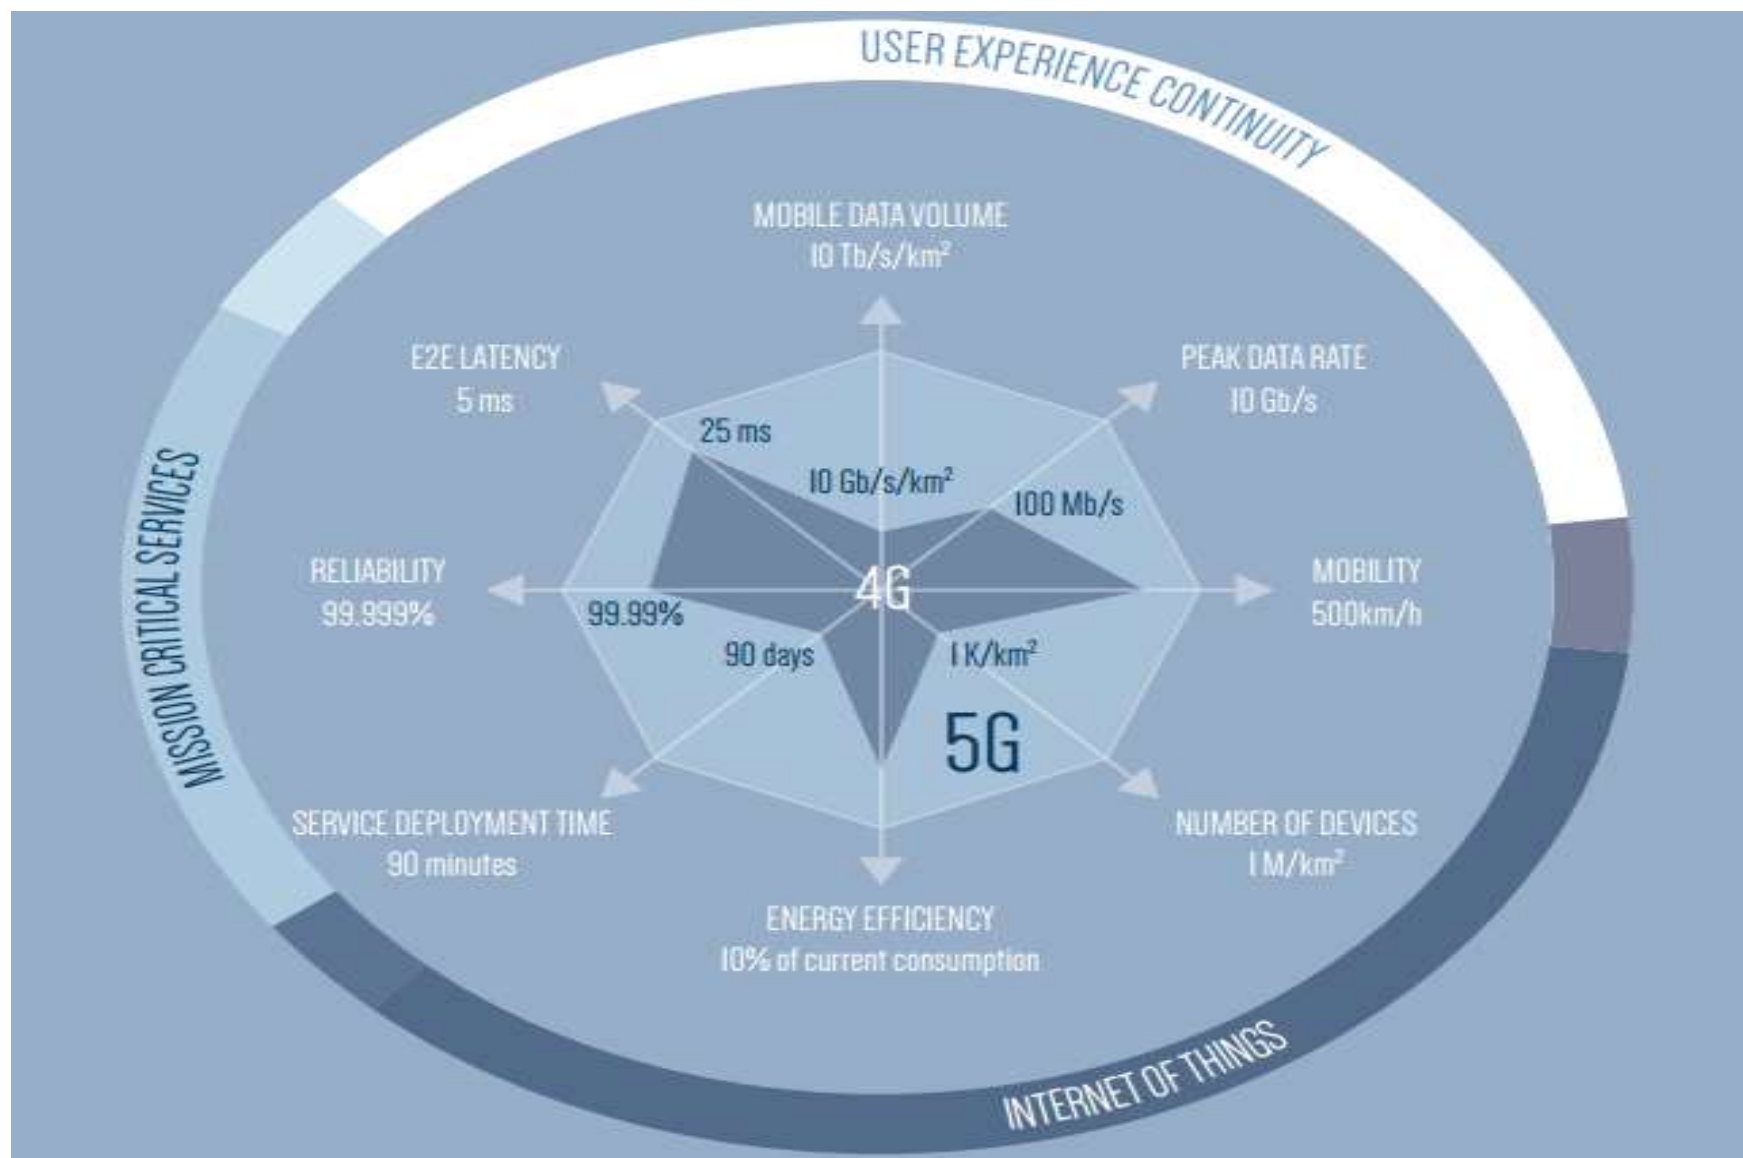 USER EXPERIENCE CONTINUITY
MOBILE DATA VOLUME
10 Tb/s/km²
E2E LATENCY
5 ms
PEAK DATA RATE
10 Gb/s
25 ms
10 Gb/s/km²
100 Mb/s
RELIABILITY
99.999%
4G
MOBILITY
500km/h
99.99%
90 days
1 K/km²
5G
MISSION CRITICAL SERVICES
SERVICE DEPLOYMENT TIME
90 minutes
NUMBER OF DEVICES
1 M/km²
ENERGY EFFICIENCY
10% of current consumption
INTERNET OF THINGS